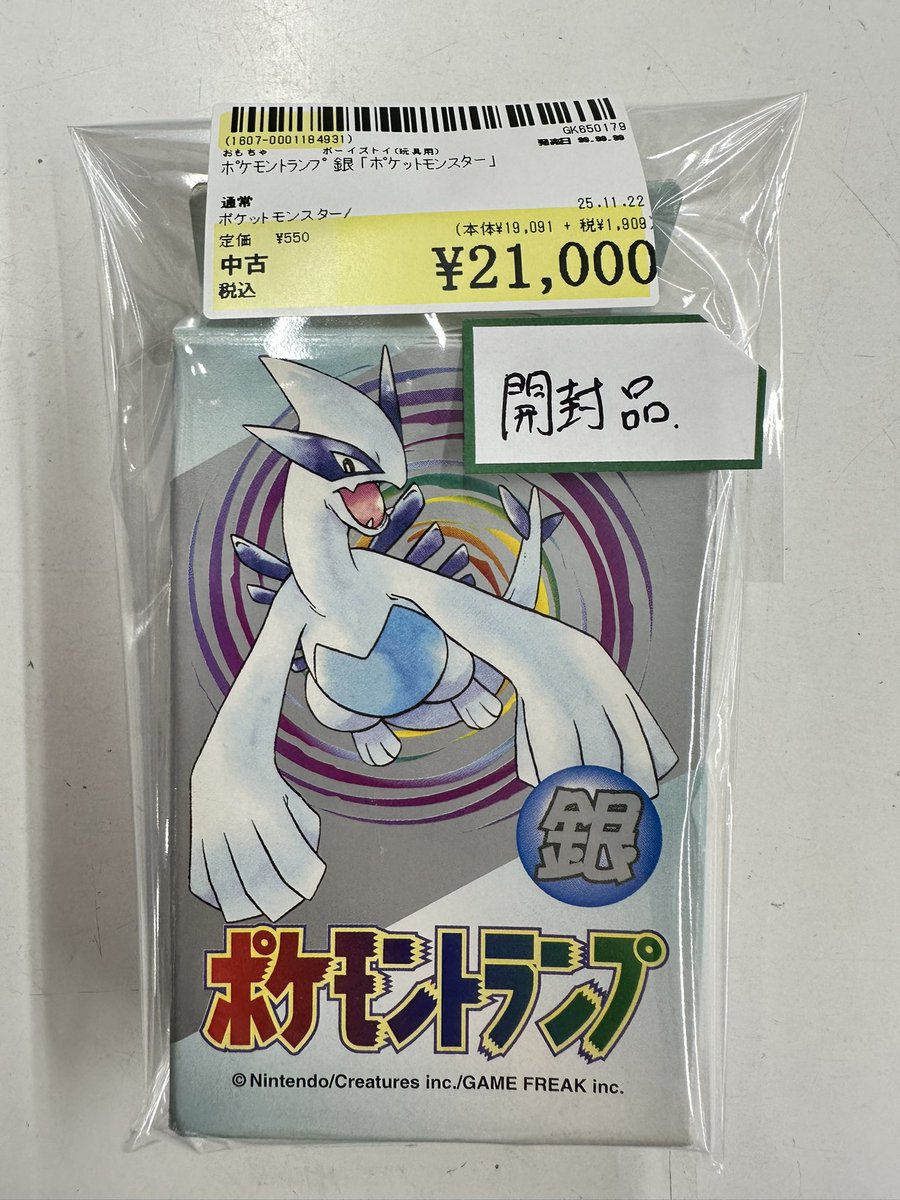 (1607-0001184931)
GK650179
発売日 99.99.99
おもちゃ ボーイストイ(玩具用)
ポケモントランプ 銀「ポケットモンスター」
通常
25.11.22
ポケットモンスター/
定価 ¥550
(本体¥19,091 + 税¥1,909)
中古
税込
¥21,000
開封品.
銀
ポケモントランプ
©Nintendo/Creatures inc./GAME FREAK inc.